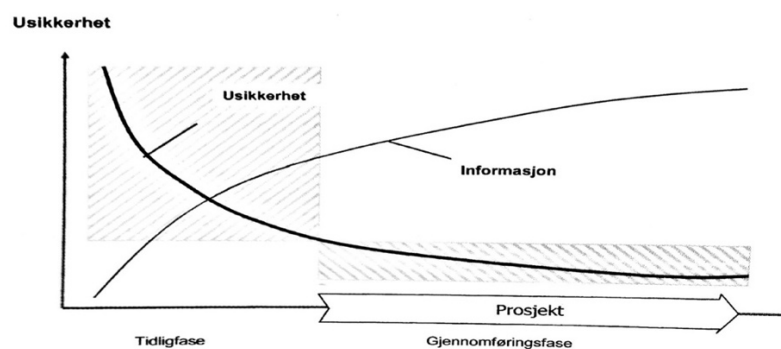 Usikkerhet
Usikkerhet
Informasjon
Prosjekt
Tidligfase
Gjennomføringsfase